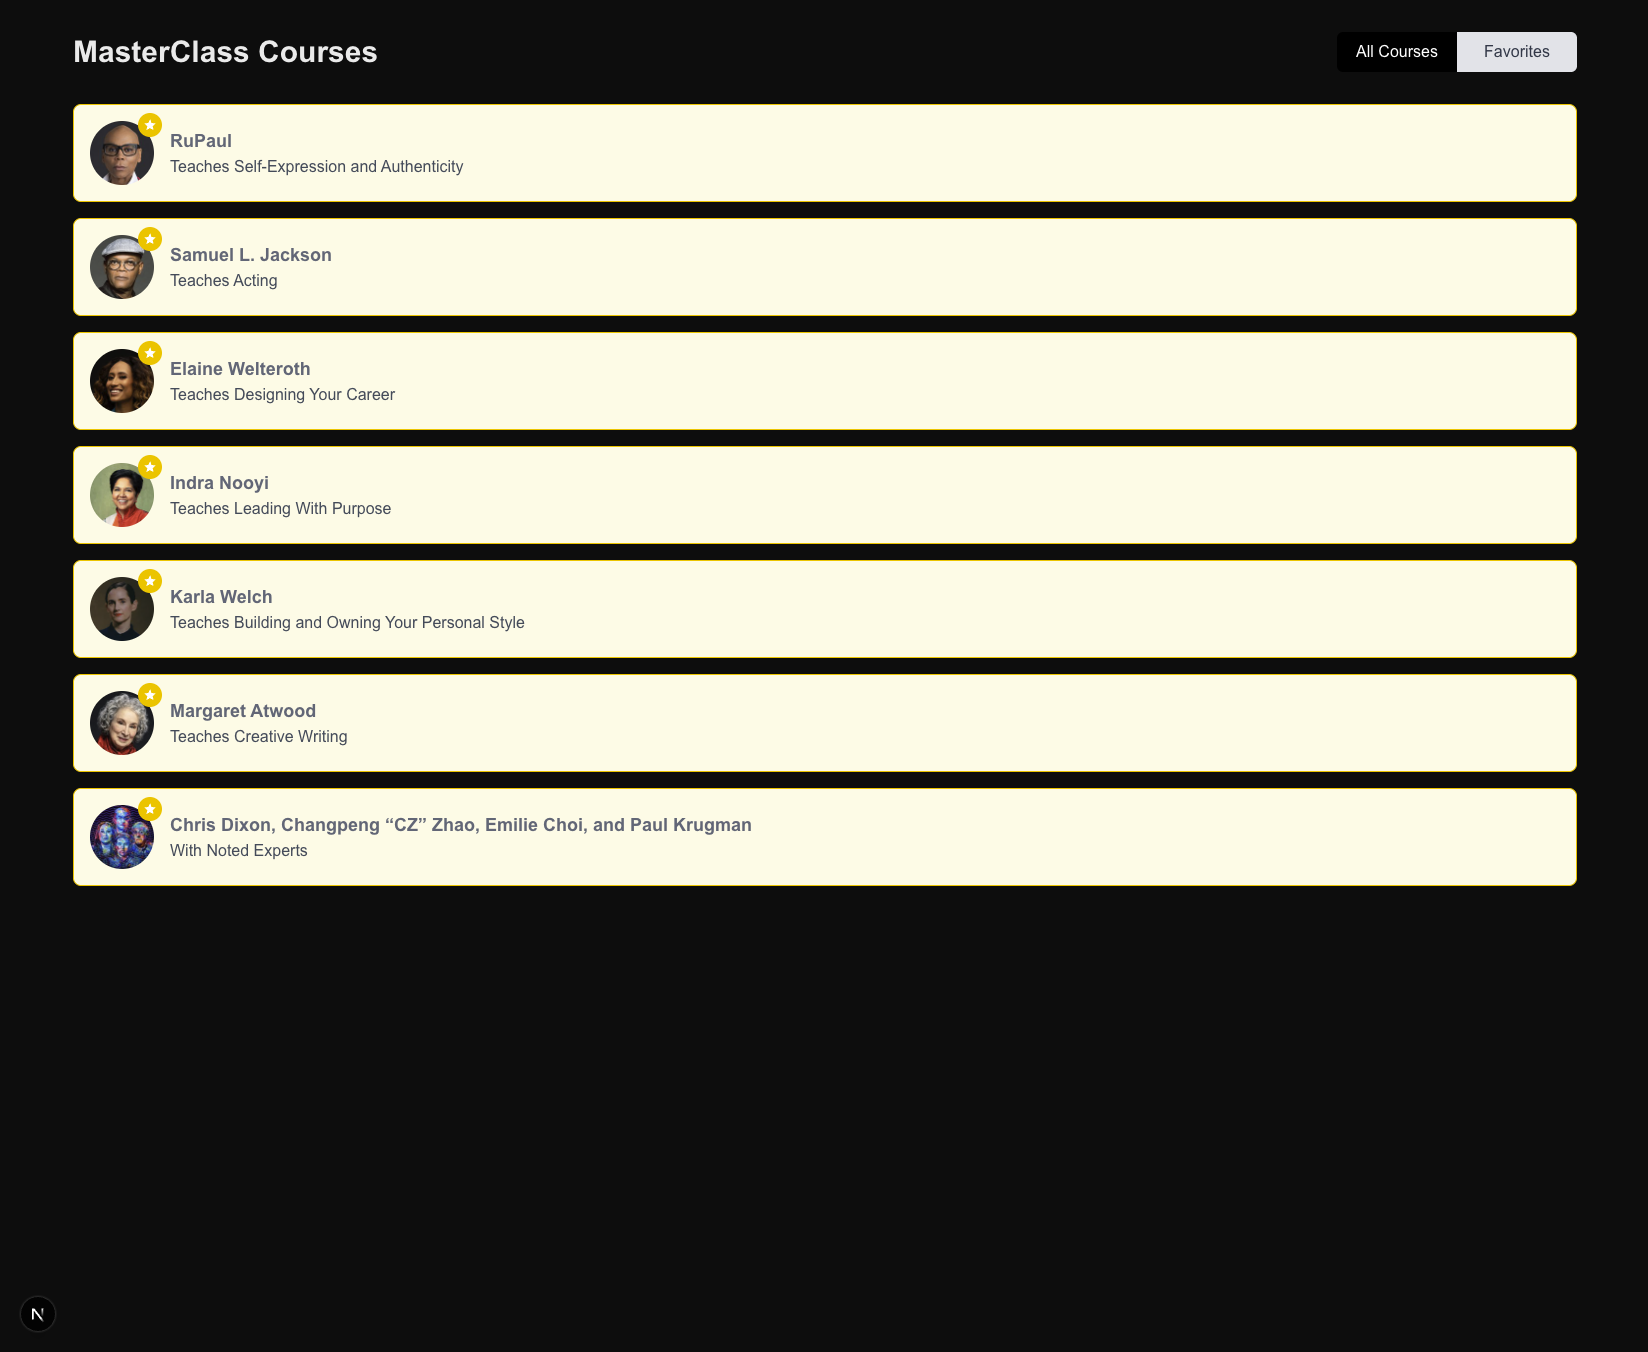 MasterClass Courses
All Courses
Favorites
RuPaul
Teaches Self-Expression and Authenticity
Samuel L. Jackson
Teaches Acting
Elaine Welteroth
Teaches Designing Your Career
Indra Nooyi
Teaches Leading With Purpose
Karla Welch
Teaches Building and Owning Your Personal Style
Margaret Atwood
Teaches Creative Writing
Chris Dixon, Changpeng “CZ” Zhao, Emilie Choi, and Paul Krugman
With Noted Experts
N